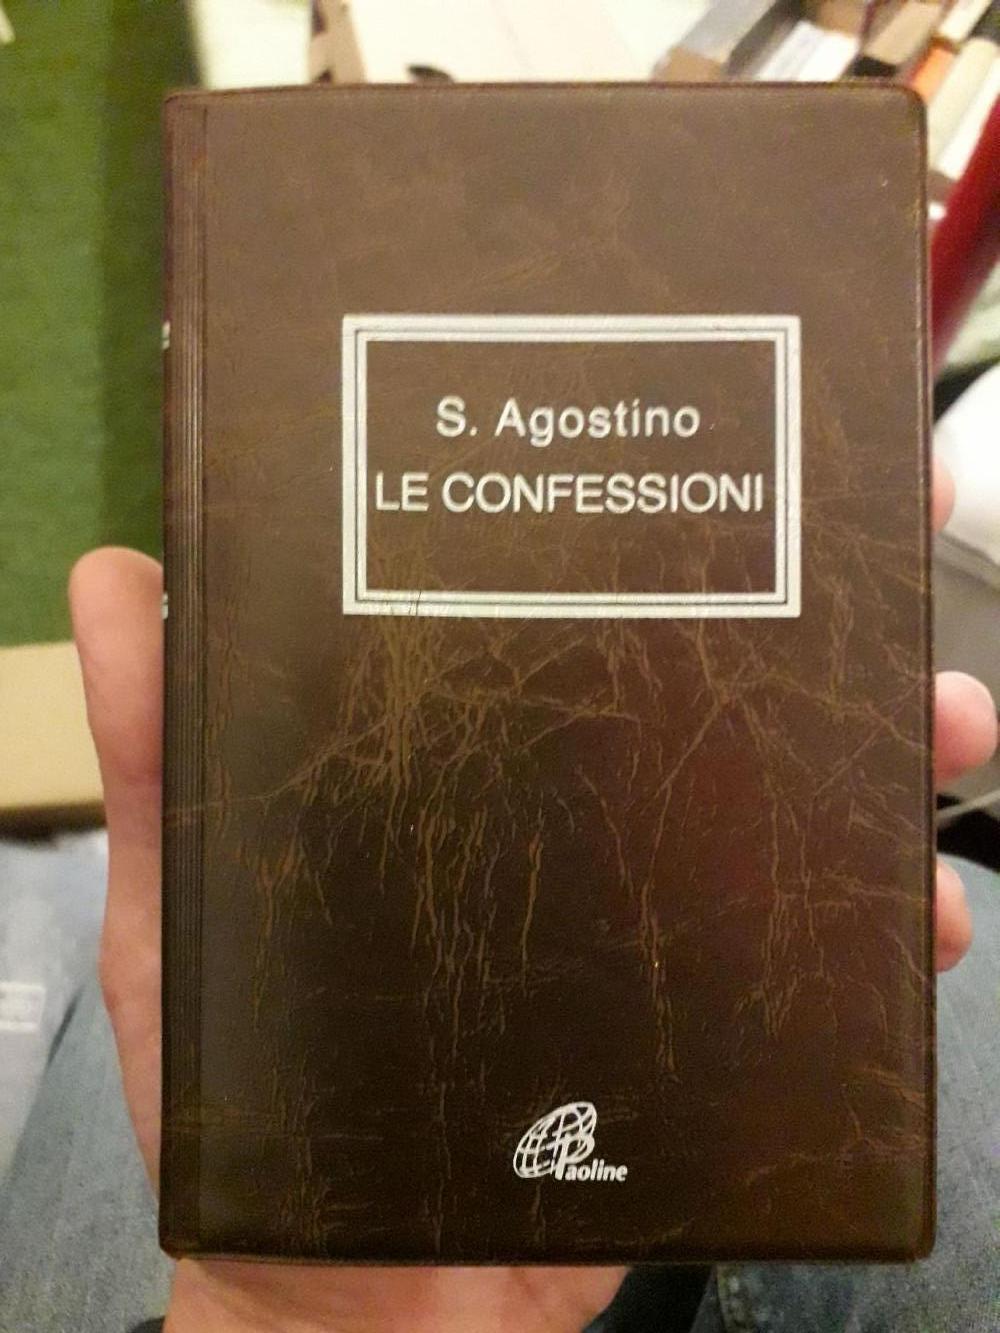 S. Agostino
LE CONFESSIONI
Paoline